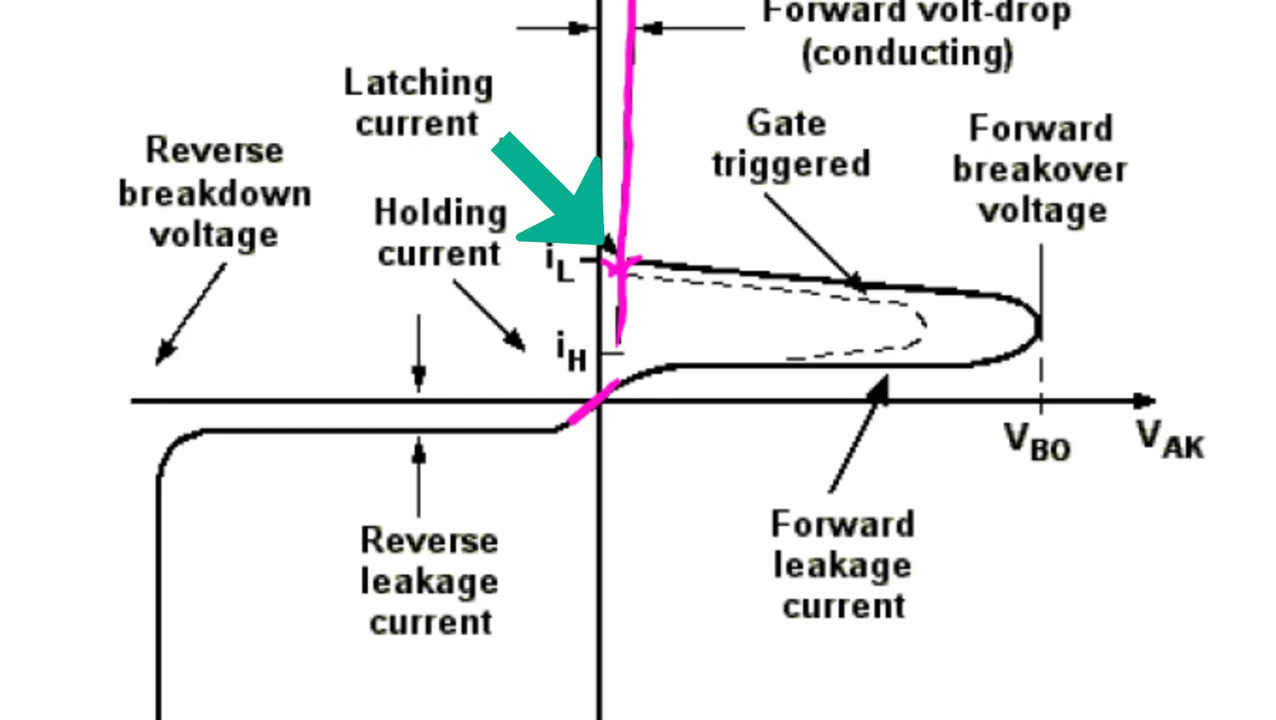 Forward volt-drop
(conducting)
Latching
current
Gate
triggered
Forward
breakover
voltage
Reverse
breakdown
voltage
Holding
current
iL
iH
VBO
VAK
Reverse
leakage
current
Forward
leakage
current